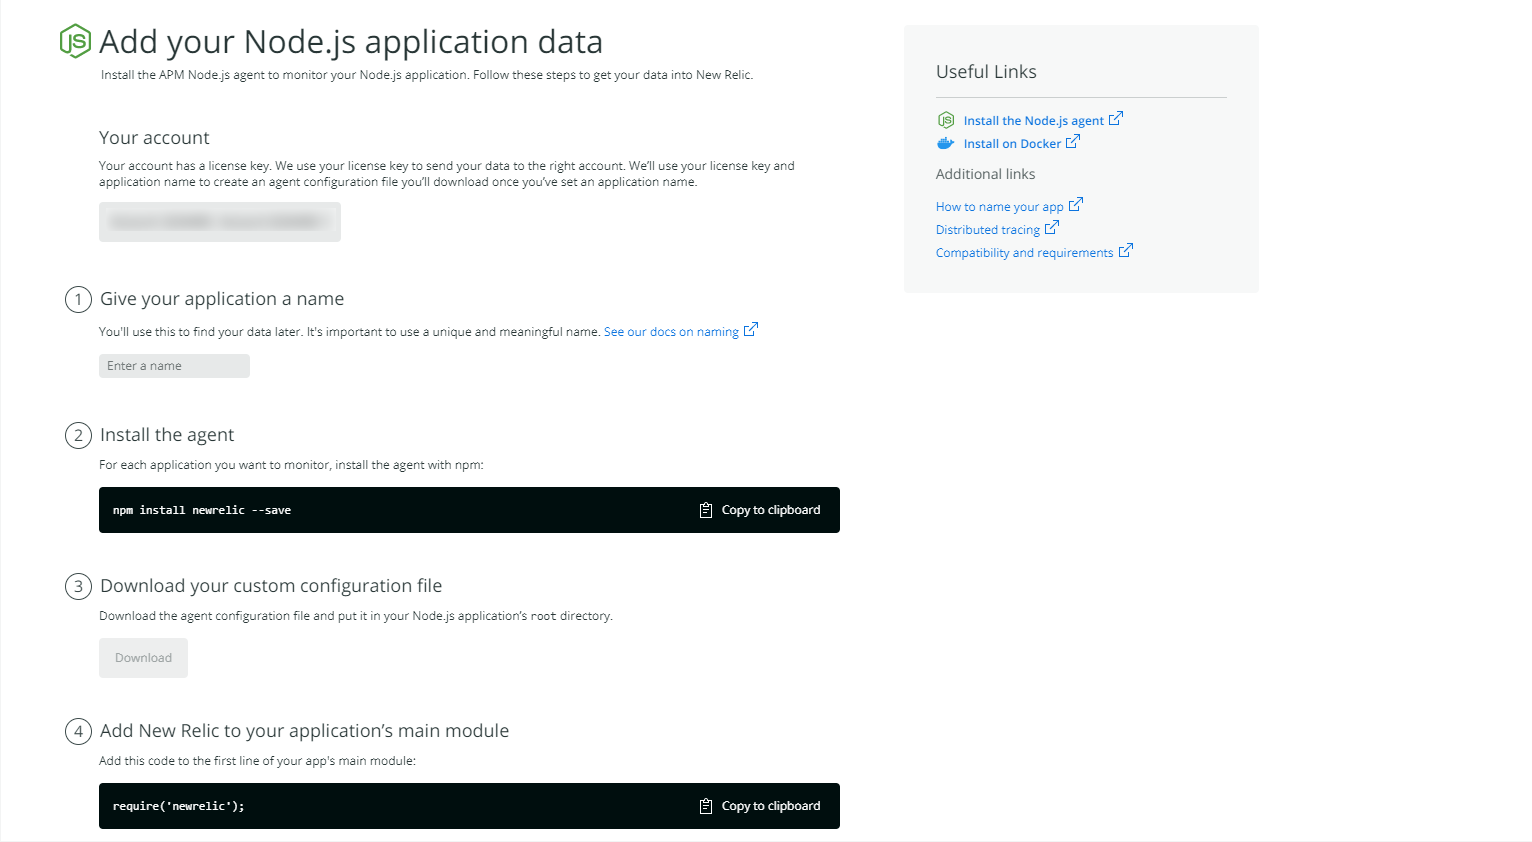 JS Add your Node.js application data
Install the APM Node.js agent to monitor your Node.js application. Follow these steps to get your data into New Relic.
Your account
Your account has a license key. We use your license key to send your data to the right account. We’ll use your license key and
application name to create an agent configuration file you’ll download once you’ve set an application name.
1 Give your application a name
You'll use this to find your data later. It's important to use a unique and meaningful name. See our docs on naming
Enter a name
2 Install the agent
For each application you want to monitor, install the agent with npm:
npm install newrelic --save
Copy to clipboard
3 Download your custom configuration file
Download the agent configuration file and put it in your Node.js application’s root directory.
Download
4 Add New Relic to your application’s main module
Add this code to the first line of your app's main module:
require('newrelic');
Copy to clipboard
Useful Links
JS Install the Node.js agent
Install on Docker
Additional links
How to name your app
Distributed tracing
Compatibility and requirements